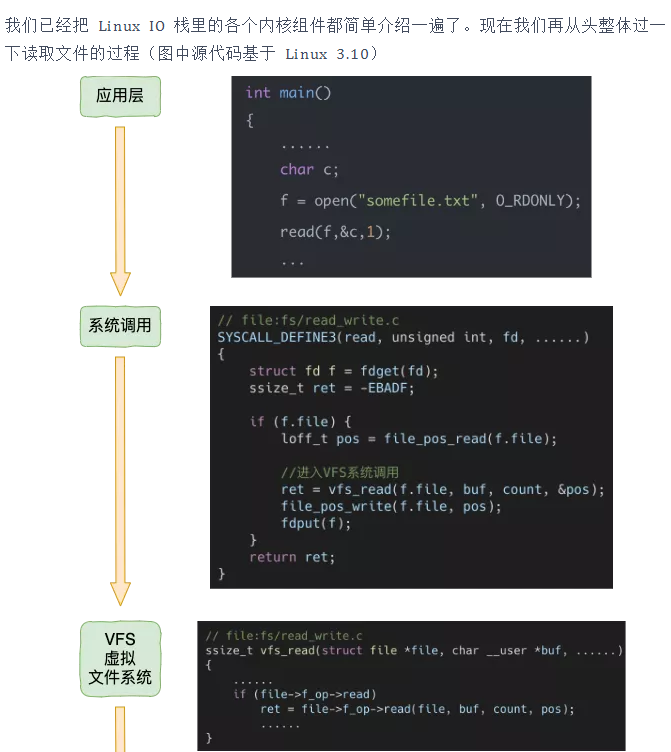 我们已经把 Linux IO 栈里的各个内核组件都简单介绍一遍了。现在我们再从头整体过一
下读取文件的过程（图中源代码基于 Linux 3.10）
应用层
int main()
{
......
char c;
f = open("somefile.txt", O_RDONLY);
read(f,&c,1);
...
系统调用
// file:fs/read_write.c
SYSCALL_DEFINE3(read, unsigned int, fd, ......)
{
struct fd f = fdget(fd);
ssize_t ret = -EBADF;
if (f.file) {
loff_t pos = file_pos_read(f.file);
//进入VFS系统调用
ret = vfs_read(f.file, buf, count, &pos);
file_pos_write(f.file, pos);
fdput(f);
}
return ret;
}
VFS
虚拟
文件系统
// file:fs/read_write.c
ssize_t vfs_read(struct file *file, char __user *buf, ......)
{
......
if (file->f_op->read)
ret = file->f_op->read(file, buf, count, pos);
......
}